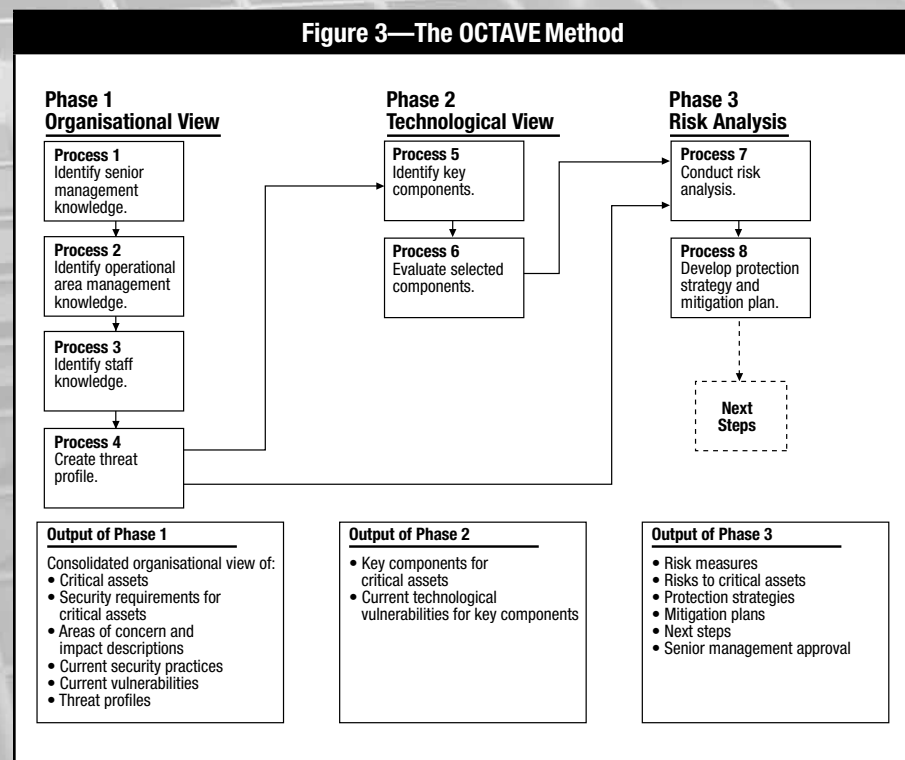 Figure 3—The OCTAVE Method
Phase 1
Organisational View
Process 1
Identify senior
management
knowledge.
Process 2
Identify operational
area management
knowledge.
Process 3
Identify staff
knowledge.
Process 4
Create threat
profile.
Phase 2
Technological View
Process 5
Identify key
components.
Process 6
Evaluate selected
components.
Phase 3
Risk Analysis
Process 7
Conduct risk
analysis.
Process 8
Develop protection
strategy and
mitigation plan.
Next
Steps
Output of Phase 1
Consolidated organisational view of:
• Critical assets
• Security requirements for
critical assets
• Areas of concern and
impact descriptions
• Current security practices
• Current vulnerabilities
• Threat profiles
Output of Phase 2
• Key components for
critical assets
• Current technological
vulnerabilities for key components
Output of Phase 3
• Risk measures
• Risks to critical assets
• Protection strategies
• Mitigation plans
• Next steps
• Senior management approval